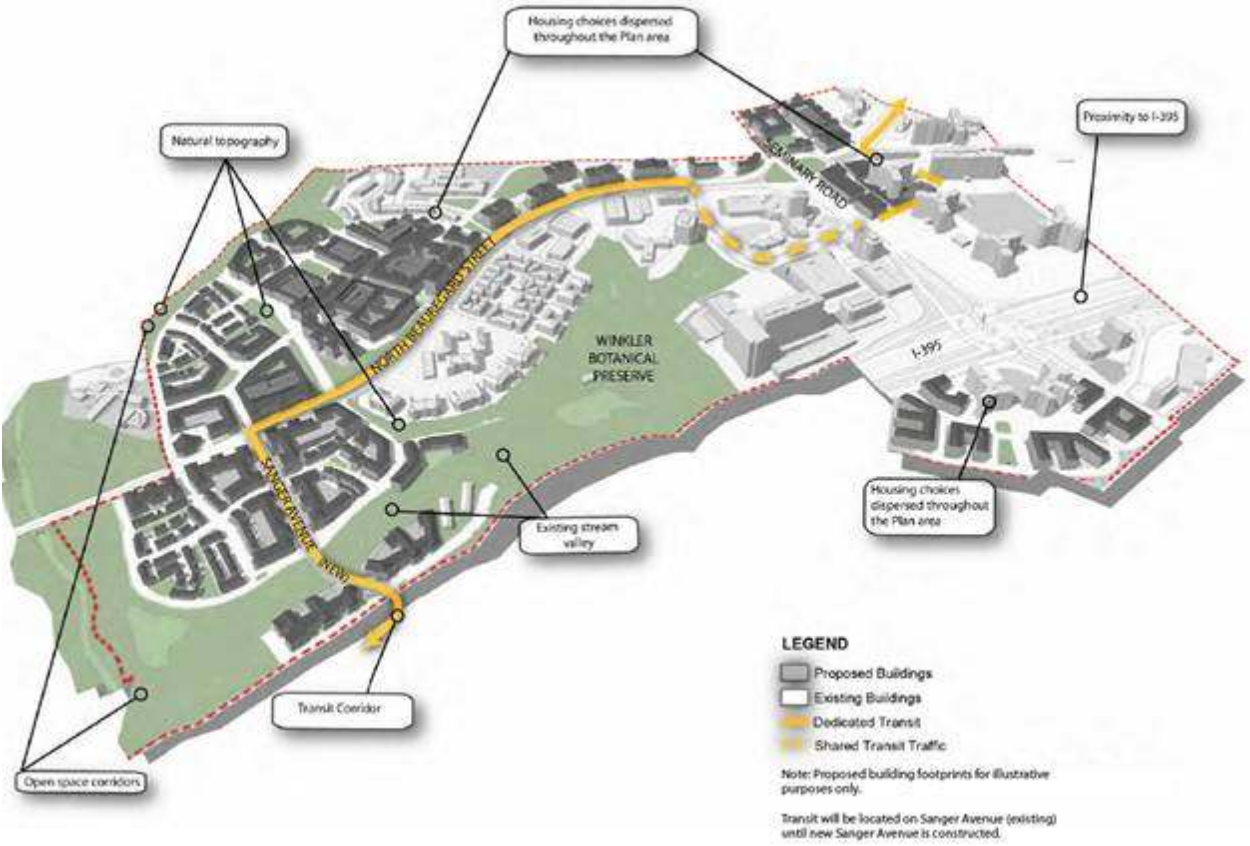 Housing choices dispersed
throughout the Plan area
Natural topography
Proximity to I-395
SEMINARY ROAD
NORTH BEAUREGARD STREET
WINKLER
BOTANICAL
PRESERVE
I-395
SANGER AVENUE (NEW)
Housing choices
dispersed throughout
the Plan area
Existing stream
valley
Transit Corridor
Open space corridors
LEGEND
Proposed Buildings
Existing Buildings
Dedicated Transit
Shared Transit Traffic
Note: Proposed building footprints for illustrative
purposes only.
Transit will be located on Sanger Avenue (existing)
until new Sanger Avenue is constructed.